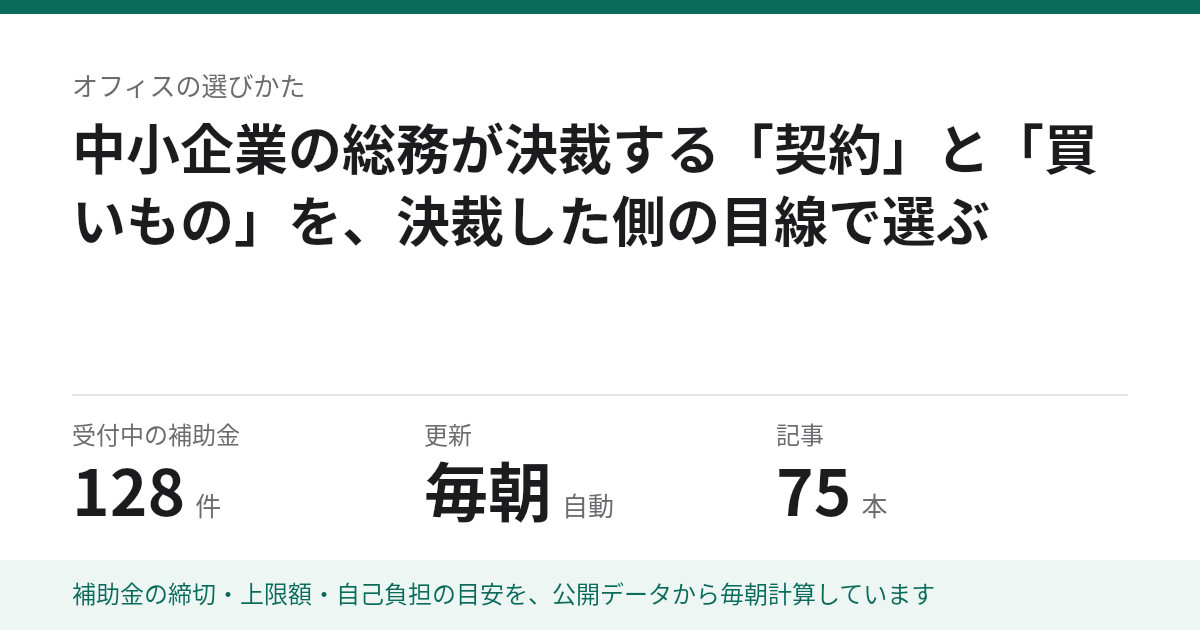 オフィスの選びかた
中小企業の総務が決裁する「契約」と「買
いもの」を、決裁した側の目線で選ぶ
受付中の補助金
128 件
更新
毎朝 自動
記事
75 本
補助金の締切・上限額・自己負担の目安を、公開データから毎朝計算しています